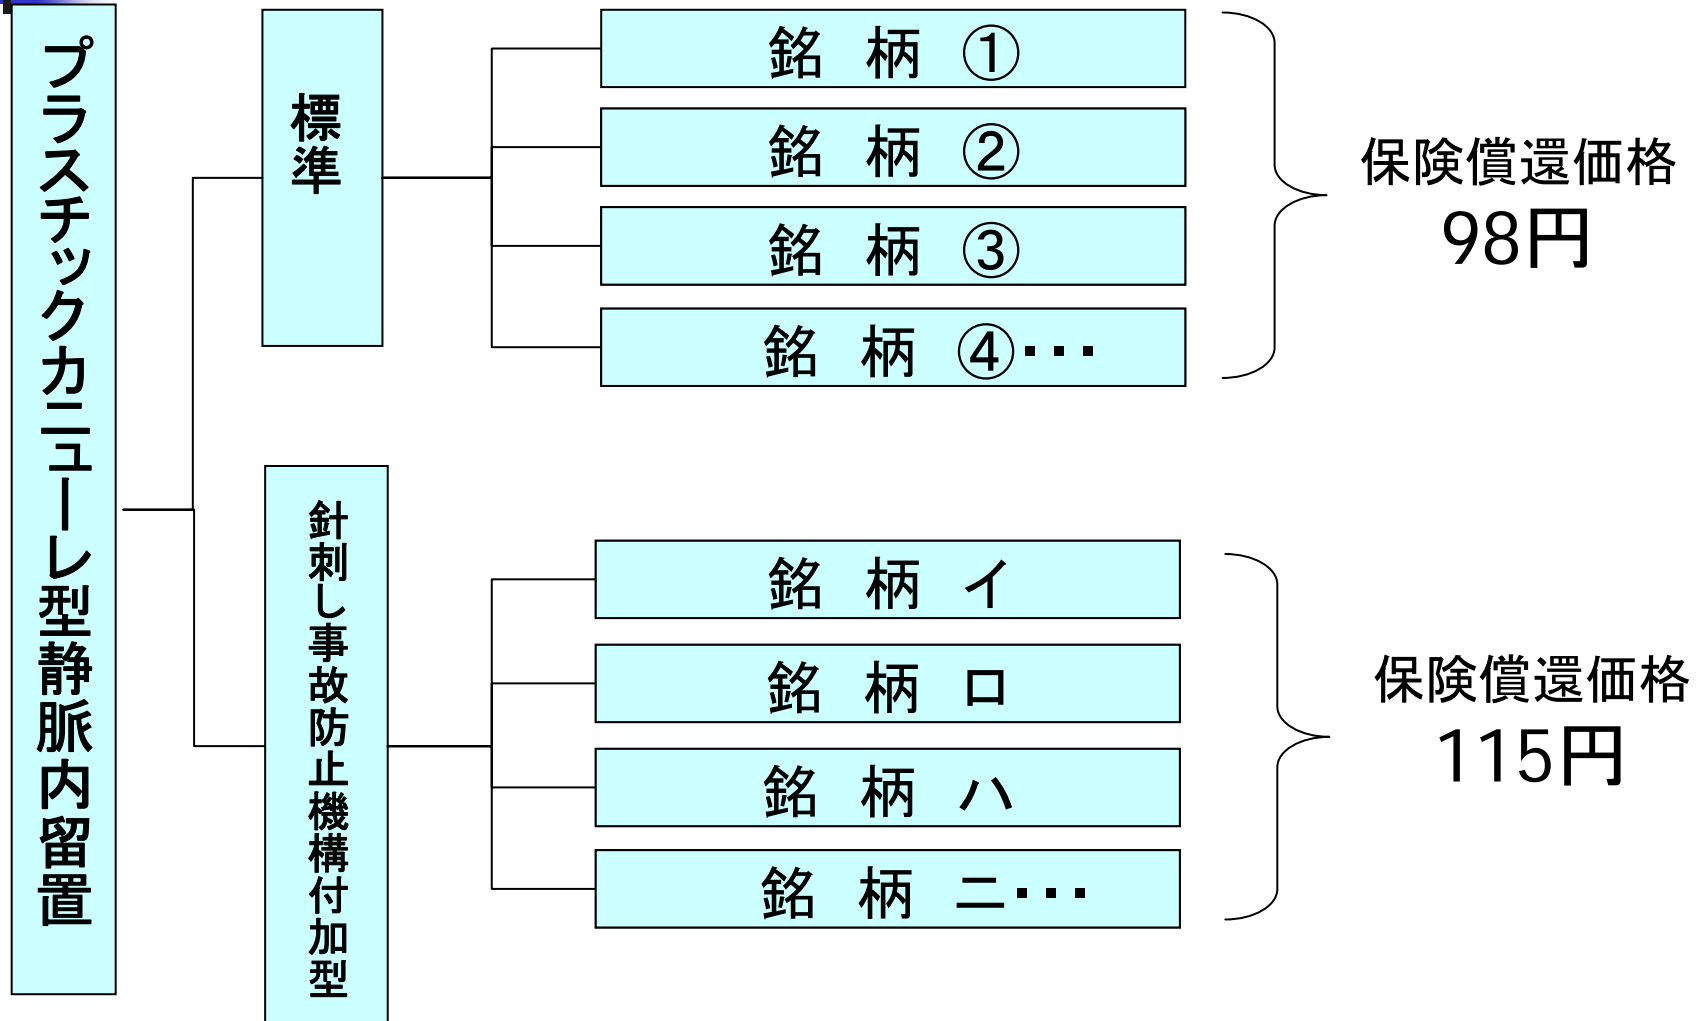 プラスチックカニューレ型静脈内留置
標準
銘 柄 ①
銘 柄 ②
銘 柄 ③
銘 柄 ④・・・
保険償還価格
98円
針刺し事故防止機構付加型
銘 柄 イ
銘 柄 ロ
銘 柄 ハ
銘 柄 ニ・・・
保険償還価格
115円